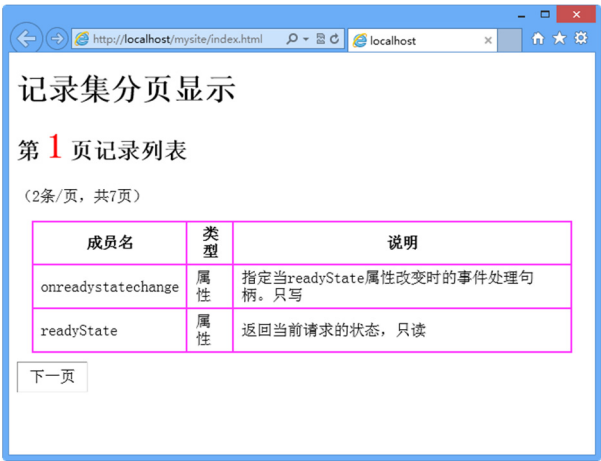 http://localhost/mysite/index.html
localhost
记录集分页显示
第 1 页记录列表
（2条/页，共7页）
成员名 类型 说明
onreadystatechange 属性 指定当readyState属性改变时的事件处理句柄。只写
readyState 属性 返回当前请求的状态，只读
下一页